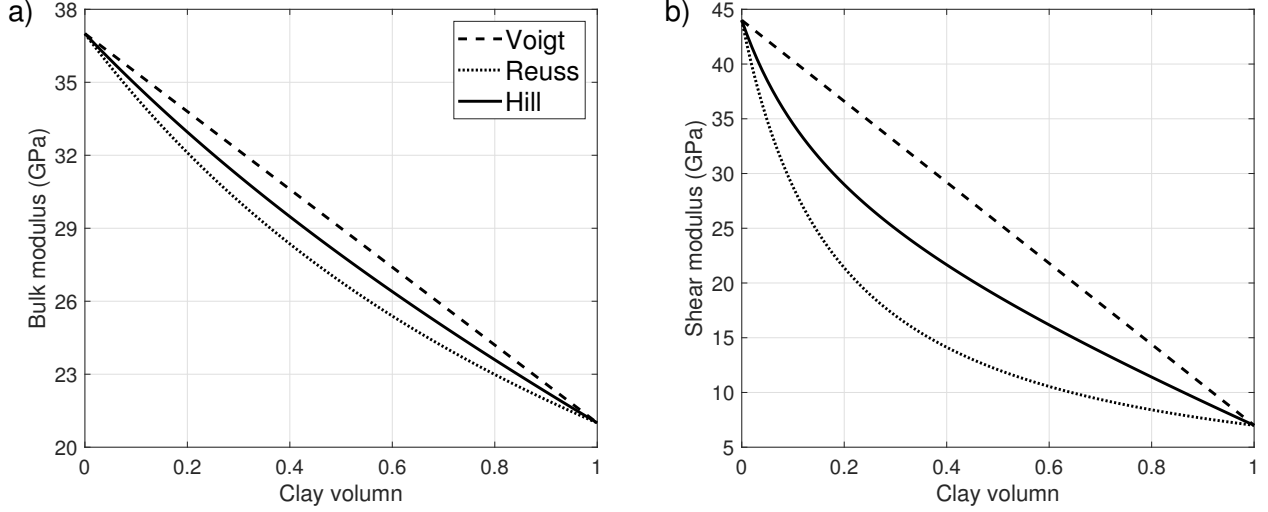 a)
38
35
32
29
26
23
20
Bulk modulus (GPa)
Voigt
Reuss
Hill
0 0.2 0.4 0.6 0.8 1
Clay volumn
b)
45
40
35
30
25
20
15
10
5
Shear modulus (GPa)
0 0.2 0.4 0.6 0.8 1
Clay volumn